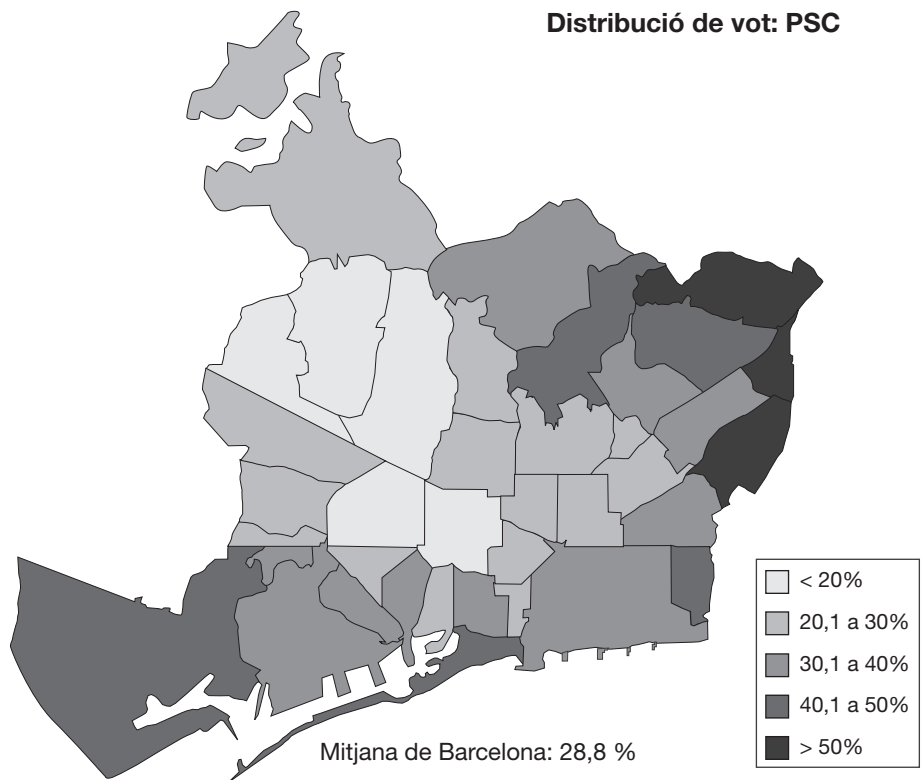 Distribució de vot: PSC
< 20%
20,1 a 30%
30,1 a 40%
40,1 a 50%
> 50%
Mitjana de Barcelona: 28,8 %